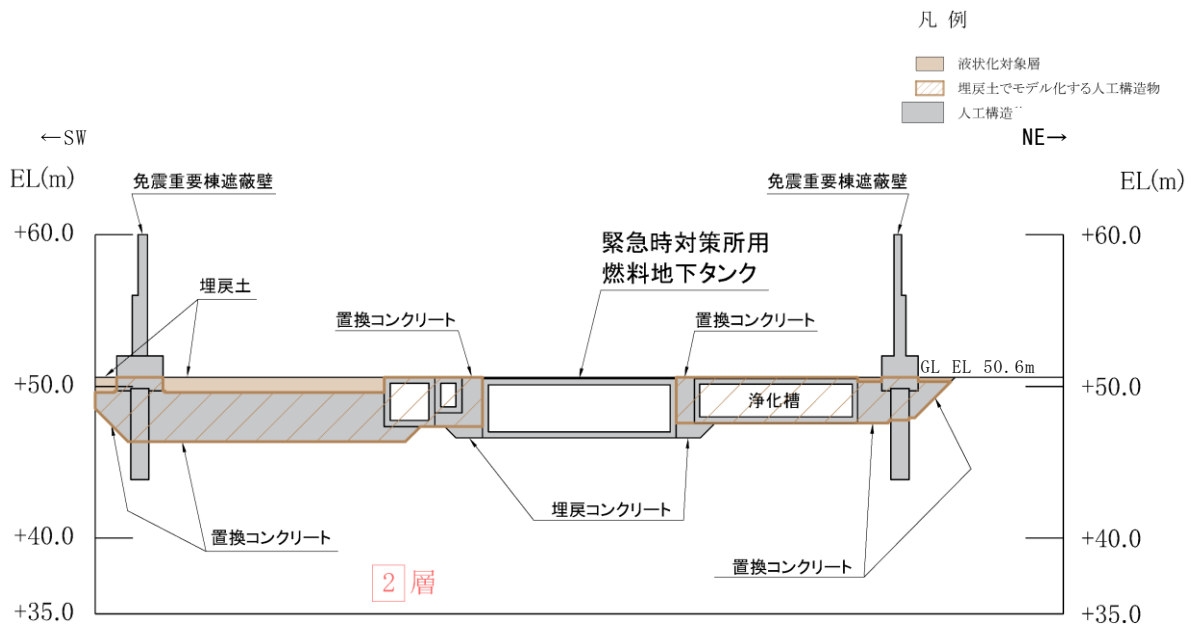 凡 例
液状化対象層
埋戻土でモデル化する人工構造物
人工構造
←SW
NE→
EL(m)
EL(m)
免震重要棟遮蔽壁
免震重要棟遮蔽壁
+60.0
+60.0
緊急時対策所用
燃料地下タンク
埋戻土
置換コンクリート
置換コンクリート
GL EL 50.6m
+50.0
+50.0
浄化槽
埋戻コンクリート
置換コンクリート
+40.0
+40.0
置換コンクリート
2 層
+35.0
+35.0